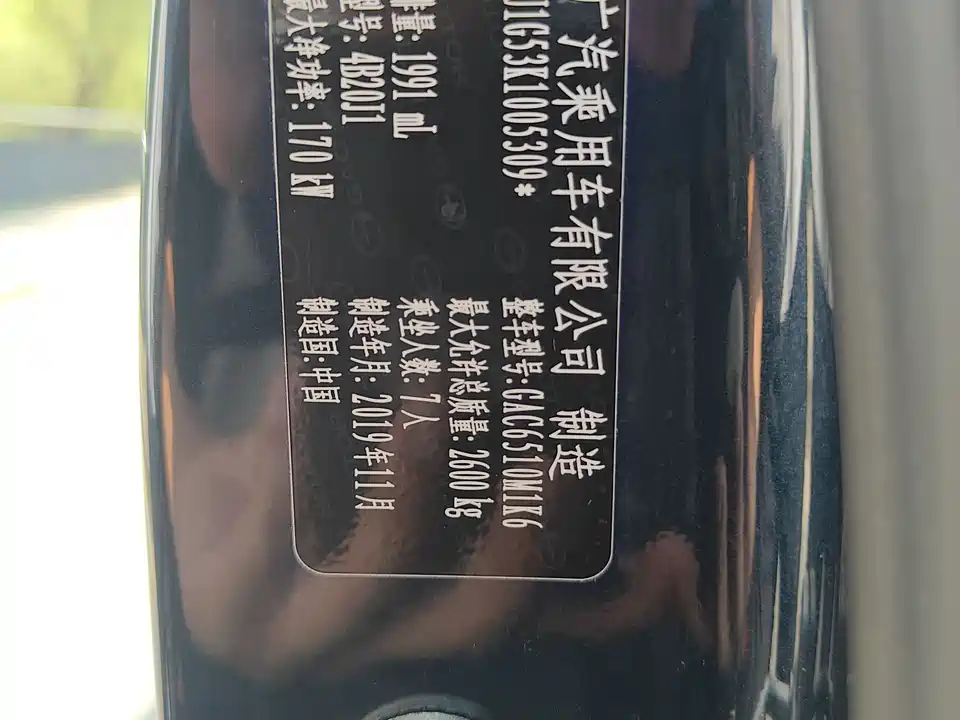 广汽乘用车有限公司 制造
J1G53K1005309*
整车型号:GAC6510M1K6
最大允许总质量: 2600kg
排量: 1991 mL
乘坐人数: 7人
型号: 4B20J1
制造年月: 2019年11月
最大净功率: 170 kW
制造国:中国